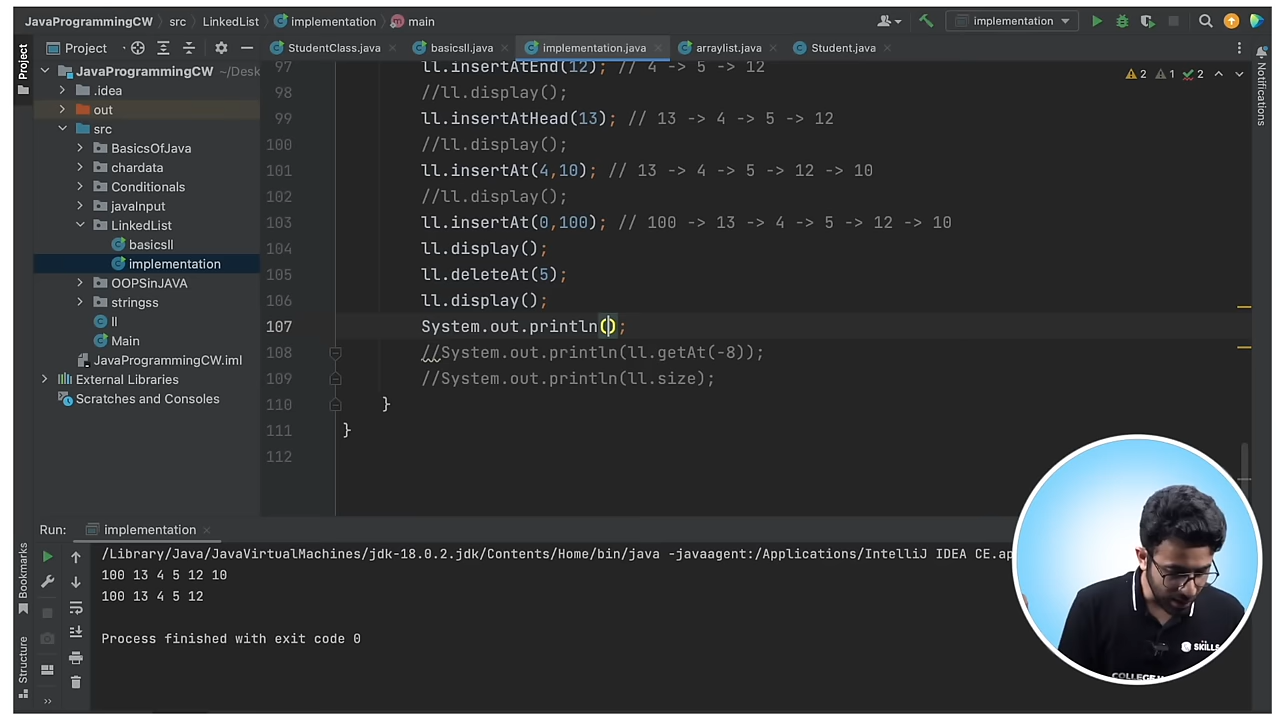 JavaProgrammingCW
src
LinkedList
implementation
main
implementation
Project
StudentClass.java
basicsll.java
implementation.java
arraylist.java
Student.java
2
1
2
Project
Notifications
JavaProgrammingCW ~/Desk
.idea
out
src
BasicsOfJava
chardata
Conditionals
javaInput
LinkedList
basicsll
implementation
OOPSinJAVA
stringss
ll
Main
JavaProgrammingCW.iml
External Libraries
Scratches and Consoles
97 ll.insertAtEnd(12); // 4 -> 5 -> 12
98 //ll.display();
99 ll.insertAtHead(13); // 13 -> 4 -> 5 -> 12
100 //ll.display();
101 ll.insertAt(4,10); // 13 -> 4 -> 5 -> 12 -> 10
102 //ll.display();
103 ll.insertAt(0,100); // 100 -> 13 -> 4 -> 5 -> 12 -> 10
104 ll.display();
105 ll.deleteAt(5);
106 ll.display();
107 System.out.println();
108 //System.out.println(ll.getAt(-8));
109 //System.out.println(ll.size);
110 }
111 }
112
Run:
implementation
Bookmarks
Structure
/Library/Java/JavaVirtualMachines/jdk-18.0.2.jdk/Contents/Home/bin/java -javaagent:/Applications/IntelliJ IDEA CE.ap
100 13 4 5 12 10
100 13 4 5 12
Process finished with exit code 0
SKILLS